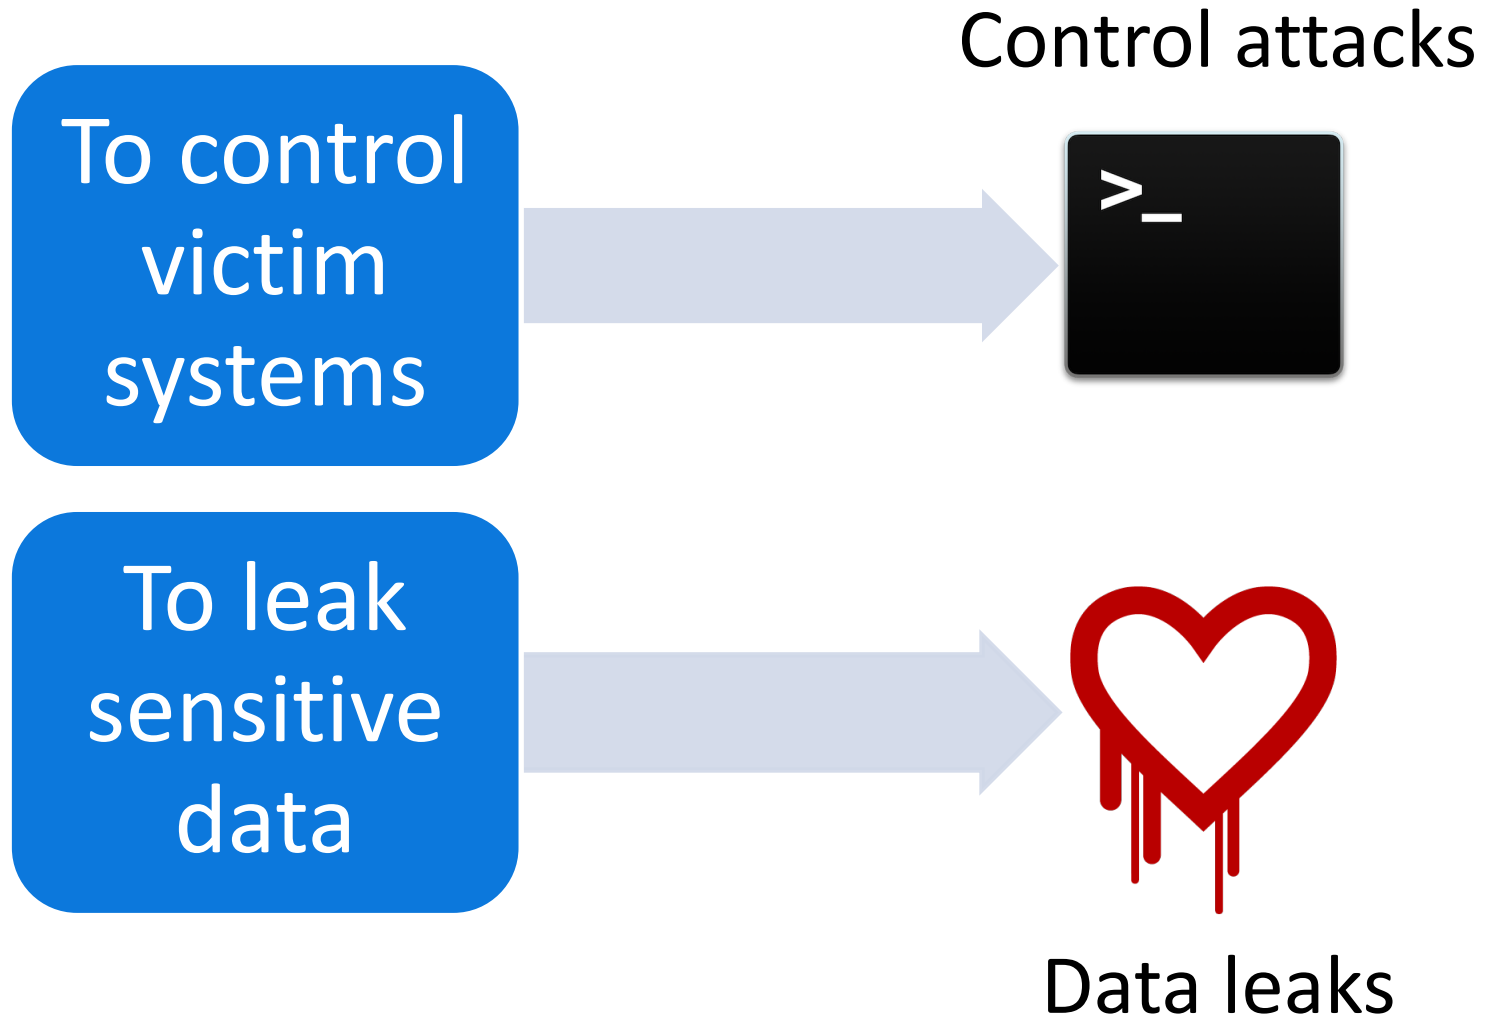 Control attacks
To control
victim
systems
>_
To leak
sensitive
data
Data leaks